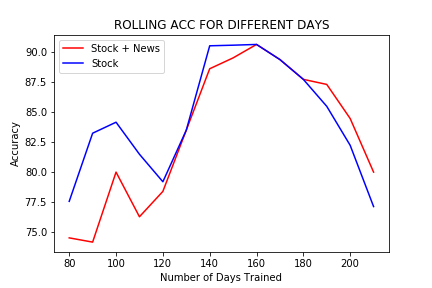 ROLLING ACC FOR DIFFERENT DAYS
Stock + News
Stock
Accuracy
90.0
87.5
85.0
82.5
80.0
77.5
75.0
80 100 120 140 160 180 200
Number of Days Trained